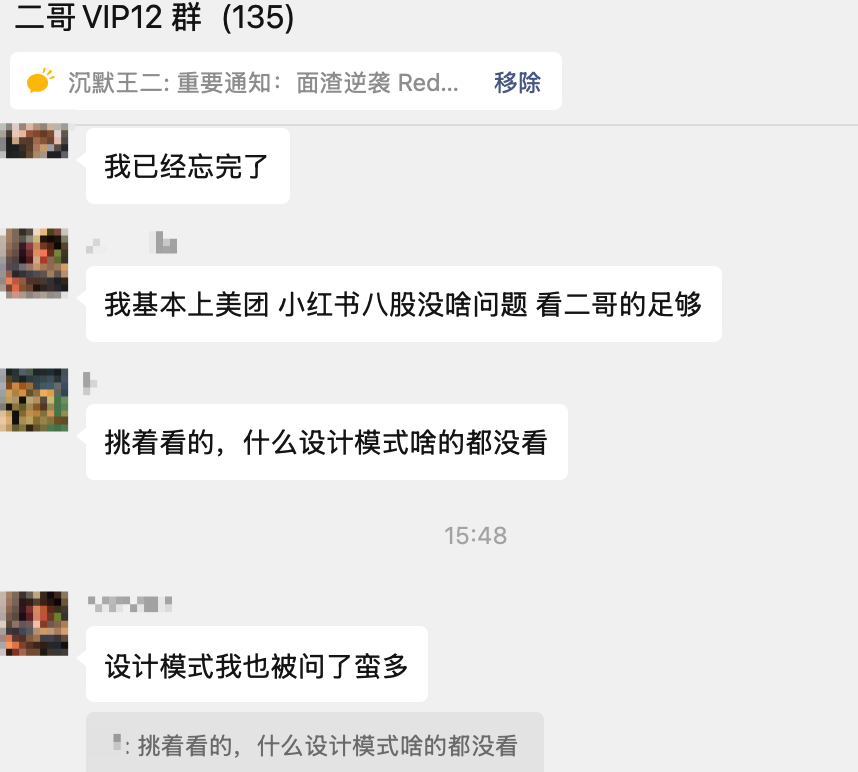 二哥 VIP12 群 (135)
沉默王二: 重要通知: 面渣逆袭 Red... 移除
我已经忘完了
我基本上美团 小红书八股没啥问题 看二哥的足够
挑着看的，什么设计模式啥的都没看
15:48
设计模式我也被问了蛮多
: 挑着看的，什么设计模式啥的都没看